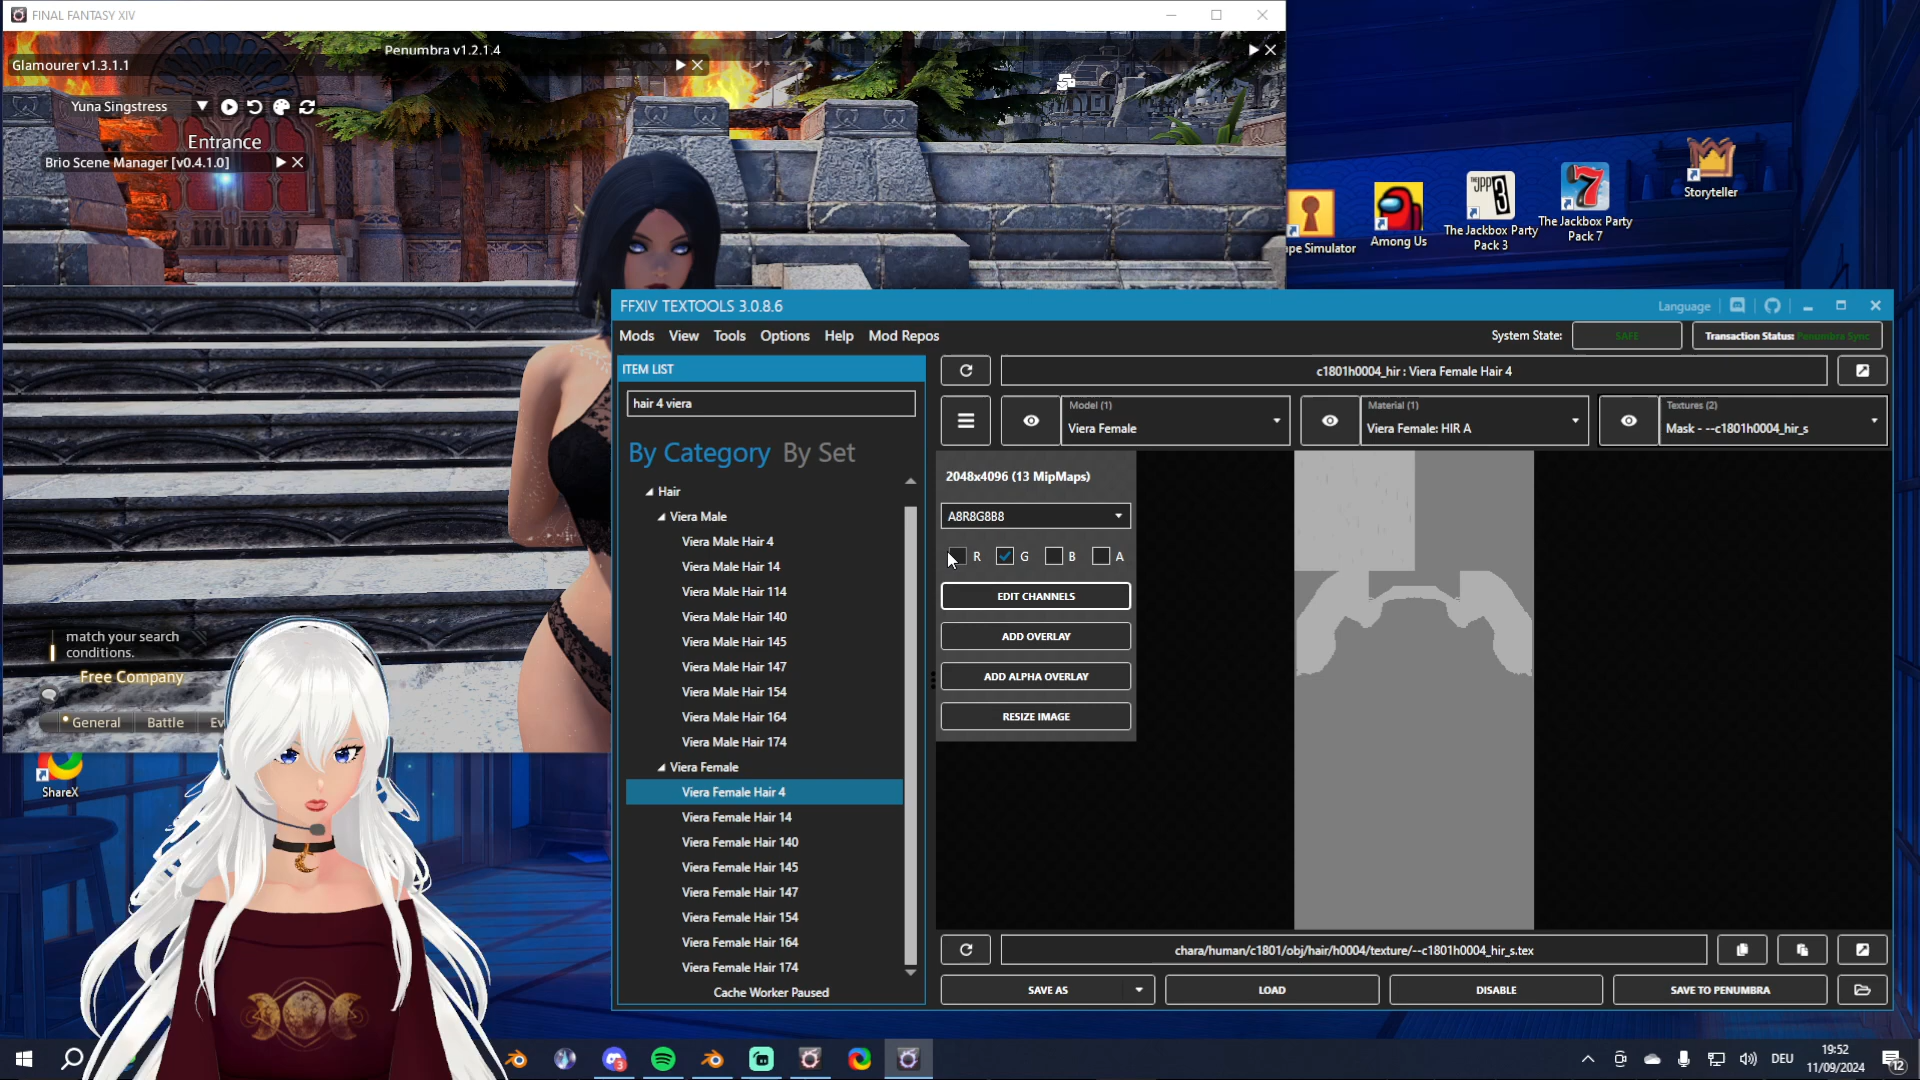 FINAL FANTASY XIV
Penumbra v1.2.1.4
Glamourer v1.3.1.1
Yuna Singstress
Entrance
Brio Scene Manager [v0.4.1.0]
match your search
conditions.
Free Company
General
Battle
Ev
ShareX
pe Simulator
Among Us
THE JPP 3
The Jackbox Party
Pack 3
7
The Jackbox Party
Pack 7
Storyteller
FFXIV TEXTOOLS 3.0.8.6
Language
Mods
View
Tools
Options
Help
Mod Repos
System State:
SAFE
Transaction Status: Penumbra Sync
ITEM LIST
hair 4 viera
By Category
By Set
Hair
Viera Male
Viera Male Hair 4
Viera Male Hair 14
Viera Male Hair 114
Viera Male Hair 140
Viera Male Hair 145
Viera Male Hair 147
Viera Male Hair 154
Viera Male Hair 164
Viera Male Hair 174
Viera Female
Viera Female Hair 4
Viera Female Hair 14
Viera Female Hair 140
Viera Female Hair 145
Viera Female Hair 147
Viera Female Hair 154
Viera Female Hair 164
Viera Female Hair 174
Cache Worker Paused
c1801h0004_hir : Viera Female Hair 4
Model (1)
Viera Female
Material (1)
Viera Female: HIR A
Textures (2)
Mask - --c1801h0004_hir_s
2048x4096 (13 MipMaps)
A8R8G8B8
R
G
B
A
EDIT CHANNELS
ADD OVERLAY
ADD ALPHA OVERLAY
RESIZE IMAGE
chara/human/c1801/obj/hair/h0004/texture/--c1801h0004_hir_s.tex
SAVE AS
LOAD
DISABLE
SAVE TO PENUMBRA
3
DEU
19:52
11/09/2024
12